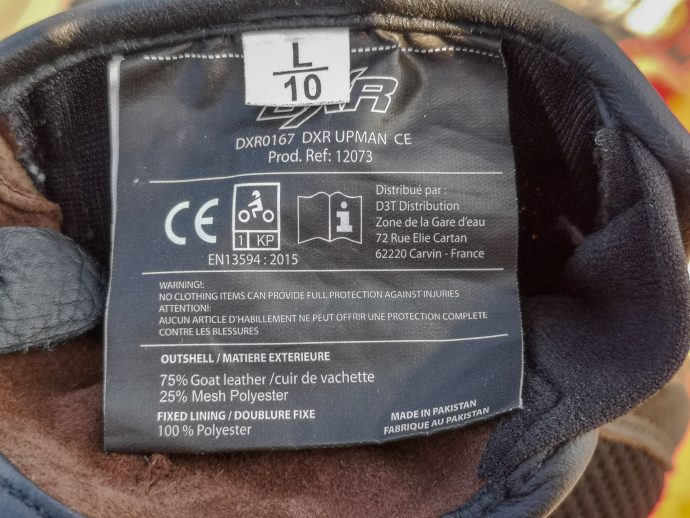 L
10
DXR
DXR0167 DXR UPMAN CE
Prod. Ref: 12073
CE
1 KP
EN13594 : 2015
i
Distribué par :
D3T Distribution
Zone de la Gare d'eau
72 Rue Elie Cartan
62220 Carvin - France
WARNING!:
NO CLOTHING ITEMS CAN PROVIDE FULL PROTECTION AGAINST INJURIES
ATTENTION!:
AUCUN ARTICLE D'HABILLEMENT NE PEUT OFFRIR UNE PROTECTION COMPLETE
CONTRE LES BLESSURES
OUTSHELL / MATIERE EXTERIEURE
75% Goat leather /cuir de vachette
25% Mesh Polyester
FIXED LINING / DOUBLURE FIXE
100 % Polyester
MADE IN PAKISTAN
FABRIQUE AU PAKISTAN